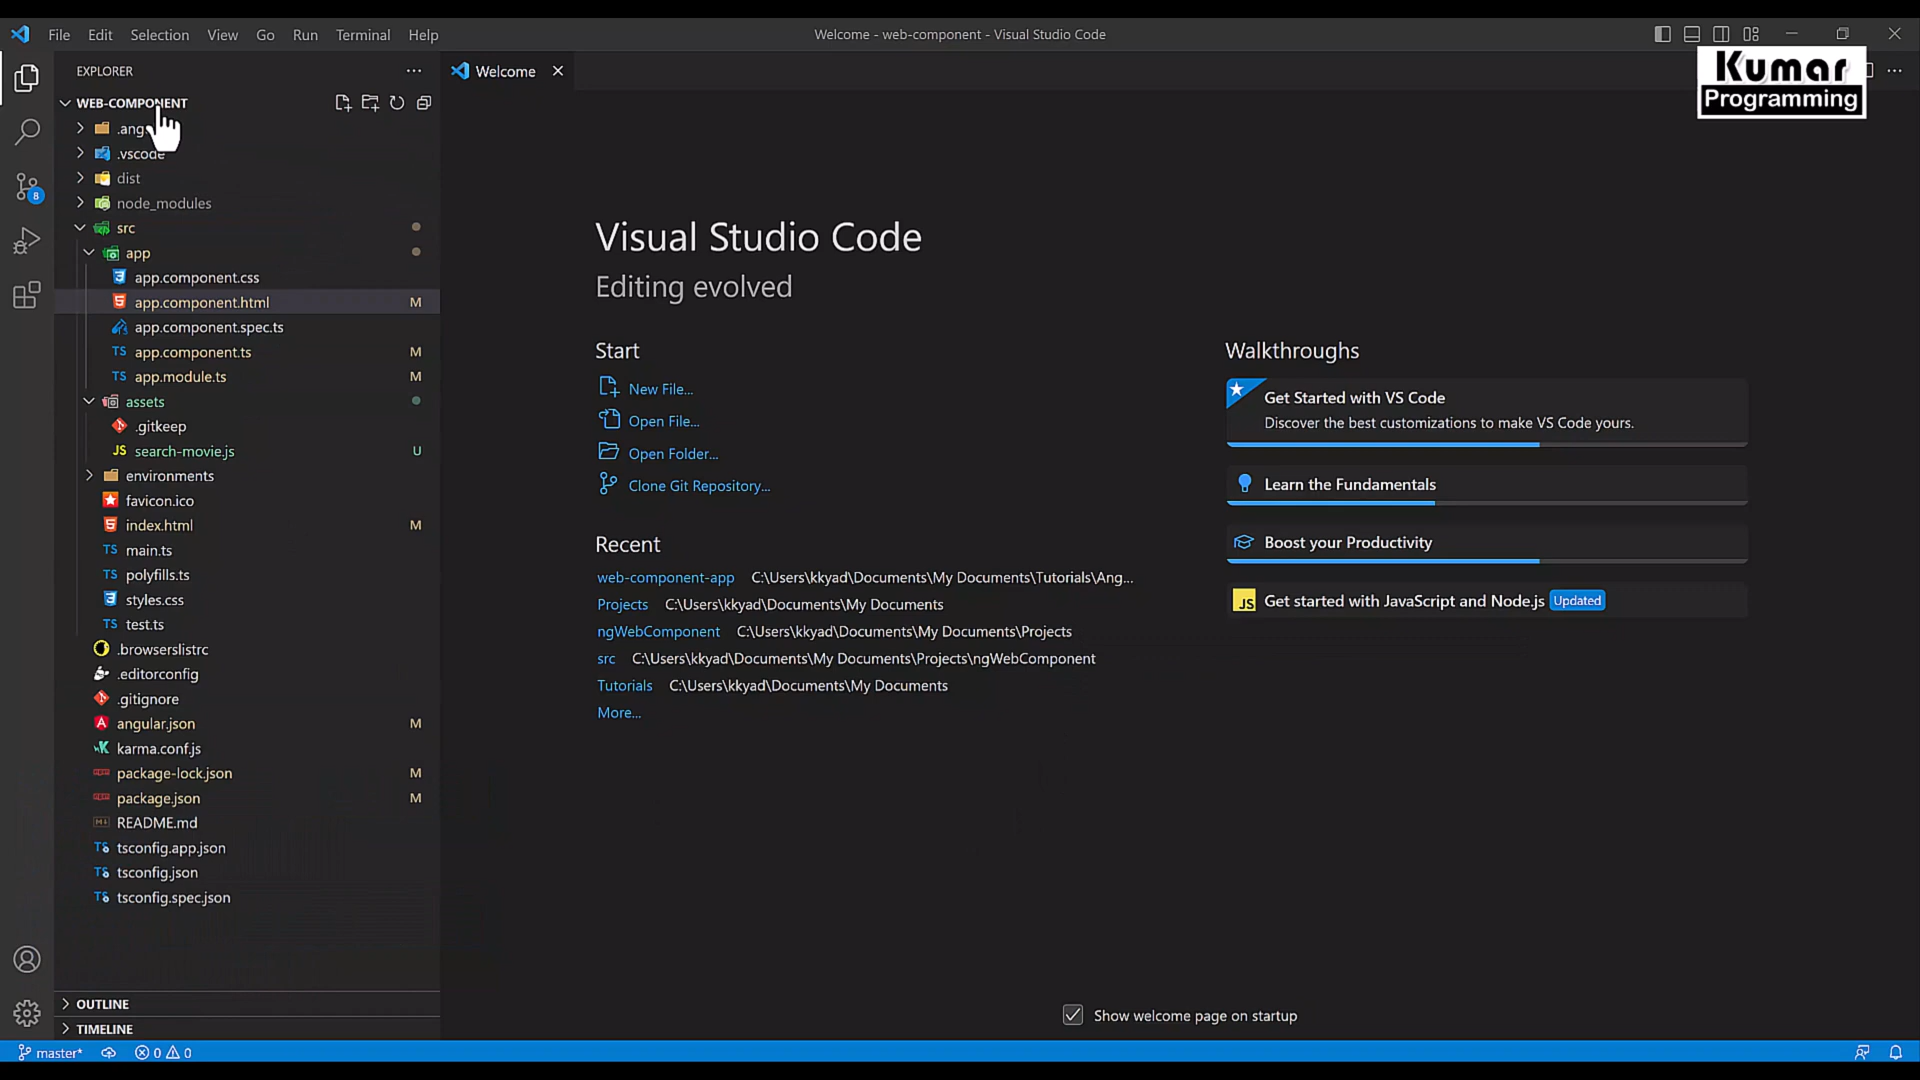 File Edit Selection View Go Run Terminal Help
Welcome - web-component - Visual Studio Code
Kumar
Programming
EXPLORER
WEB-COMPONENT
.vscode
dist
node_modules
src
app
app.component.css
app.component.html M
app.component.spec.ts
TS app.component.ts M
TS app.module.ts M
assets
.gitkeep
JS search-movie.js U
environments
favicon.ico
index.html M
TS main.ts
TS polyfills.ts
styles.css
TS test.ts
.browserslistrc
.editorconfig
.gitignore
angular.json M
karma.conf.js
package-lock.json M
package.json M
README.md
tsconfig.app.json
tsconfig.json
tsconfig.spec.json
OUTLINE
TIMELINE
8
Welcome
Visual Studio Code
Editing evolved
Start
New File...
Open File...
Open Folder...
Clone Git Repository...
Recent
web-component-app C:\Users\kkyad\Documents\My Documents\Tutorials\Ang...
Projects C:\Users\kkyad\Documents\My Documents
ngWebComponent C:\Users\kkyad\Documents\My Documents\Projects
src C:\Users\kkyad\Documents\My Documents\Projects\ngWebComponent
Tutorials C:\Users\kkyad\Documents\My Documents
More...
Walkthroughs
Get Started with VS Code
Discover the best customizations to make VS Code yours.
Learn the Fundamentals
Boost your Productivity
JS Get started with JavaScript and Node.js Updated
Show welcome page on startup
master* 0 0